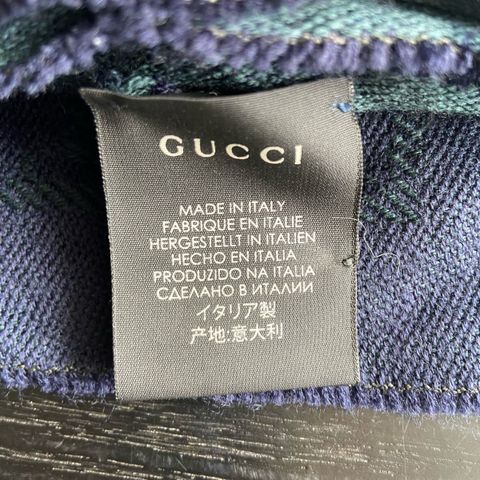 GUCCI
MADE IN ITALY
FABRIQUE EN ITALIE
HERGESTELLT IN ITALIEN
HECHO EN ITALIA
PRODUZIDO NA ITALIA
СДЕЛАНО В ИТАЛИИ
イタリア製
产地:意大利